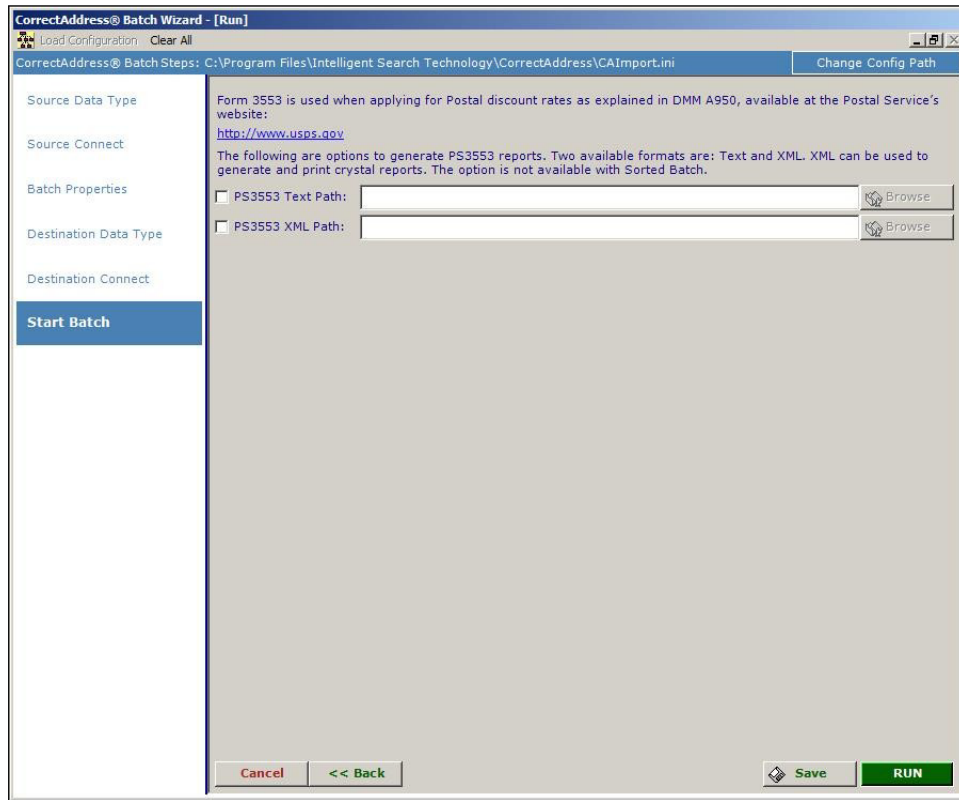 CorrectAddress® Batch Wizard - [Run]
Load Configuration Clear All
CorrectAddress® Batch Steps: C:\Program Files\Intelligent Search Technology\CorrectAddress\CAImport.ini Change Config Path
Source Data Type
Source Connect
Batch Properties
Destination Data Type
Destination Connect
Start Batch
Form 3553 is used when applying for Postal discount rates as explained in DMM A950, available at the Postal Service's
website:
http://www.usps.gov
The following are options to generate PS3553 reports. Two available formats are: Text and XML. XML can be used to
generate and print crystal reports. The option is not available with Sorted Batch.
PS3553 Text Path: Browse
PS3553 XML Path: Browse
Cancel << Back Save RUN